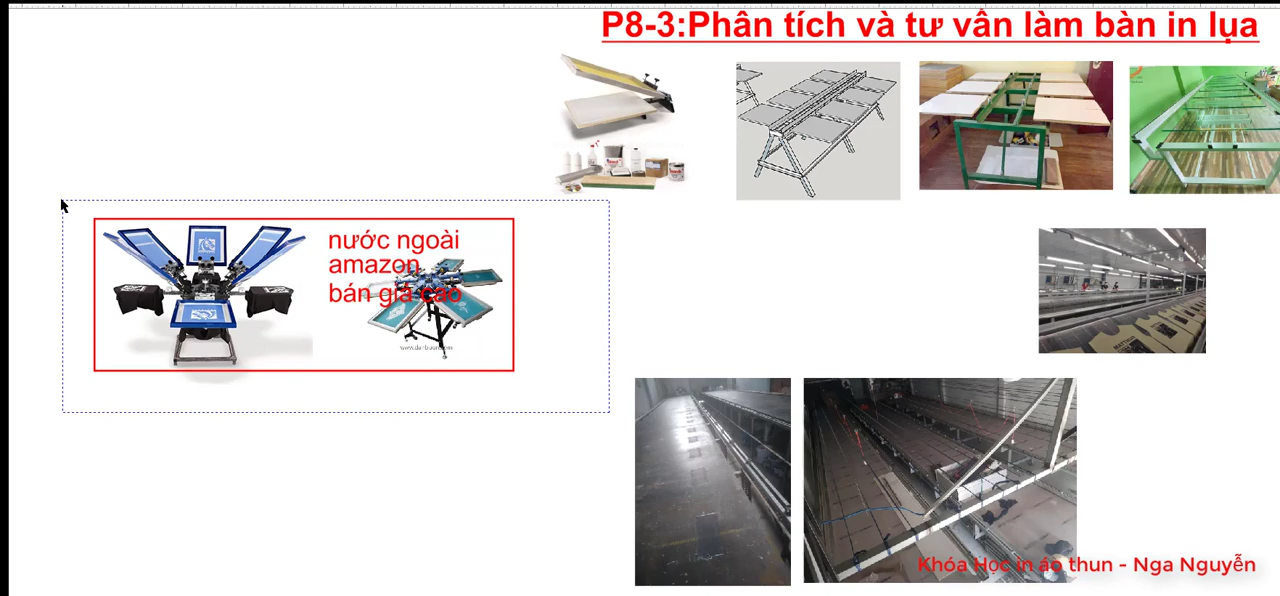 P8-3:Phân tích và tư vấn làm bàn in lụa
nước ngoài
amazon
bán giá cao
Khóa Học in áo thun - Nga Nguyễn